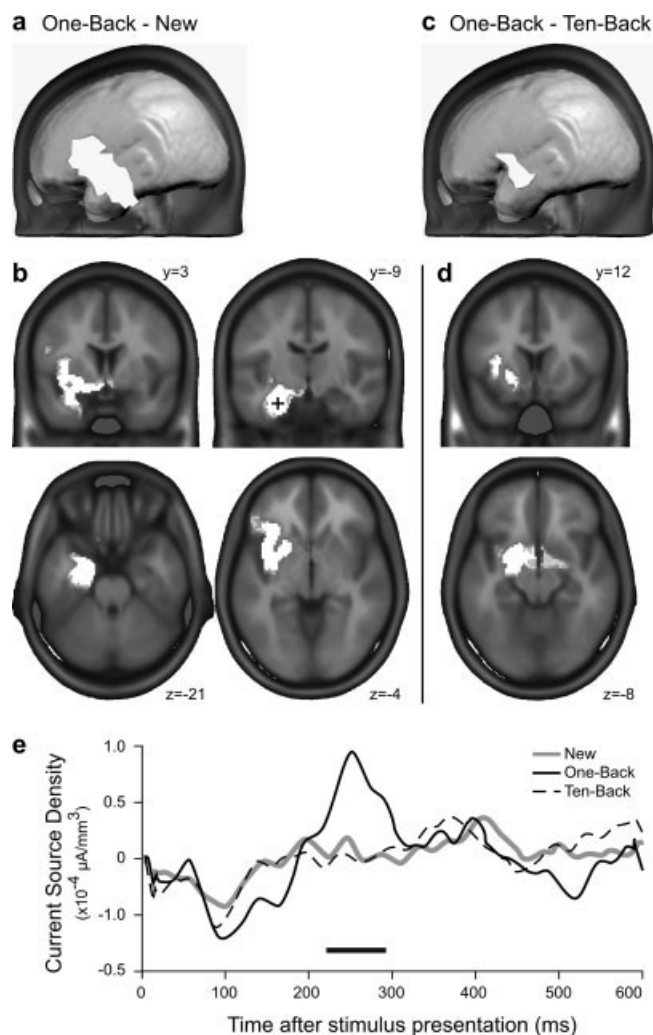 a One-Back - New
c One-Back - Ten-Back
b y=3 y=-9
d y=12
z=-21 z=-4 z=-8
e
1.0
0.5
0
-1.0
-0.5
Current Source Density
(x10⁻⁴ µA/mm³)
New
One-Back
Ten-Back
0 100 200 300 400 500 600
Time after stimulus presentation (ms)